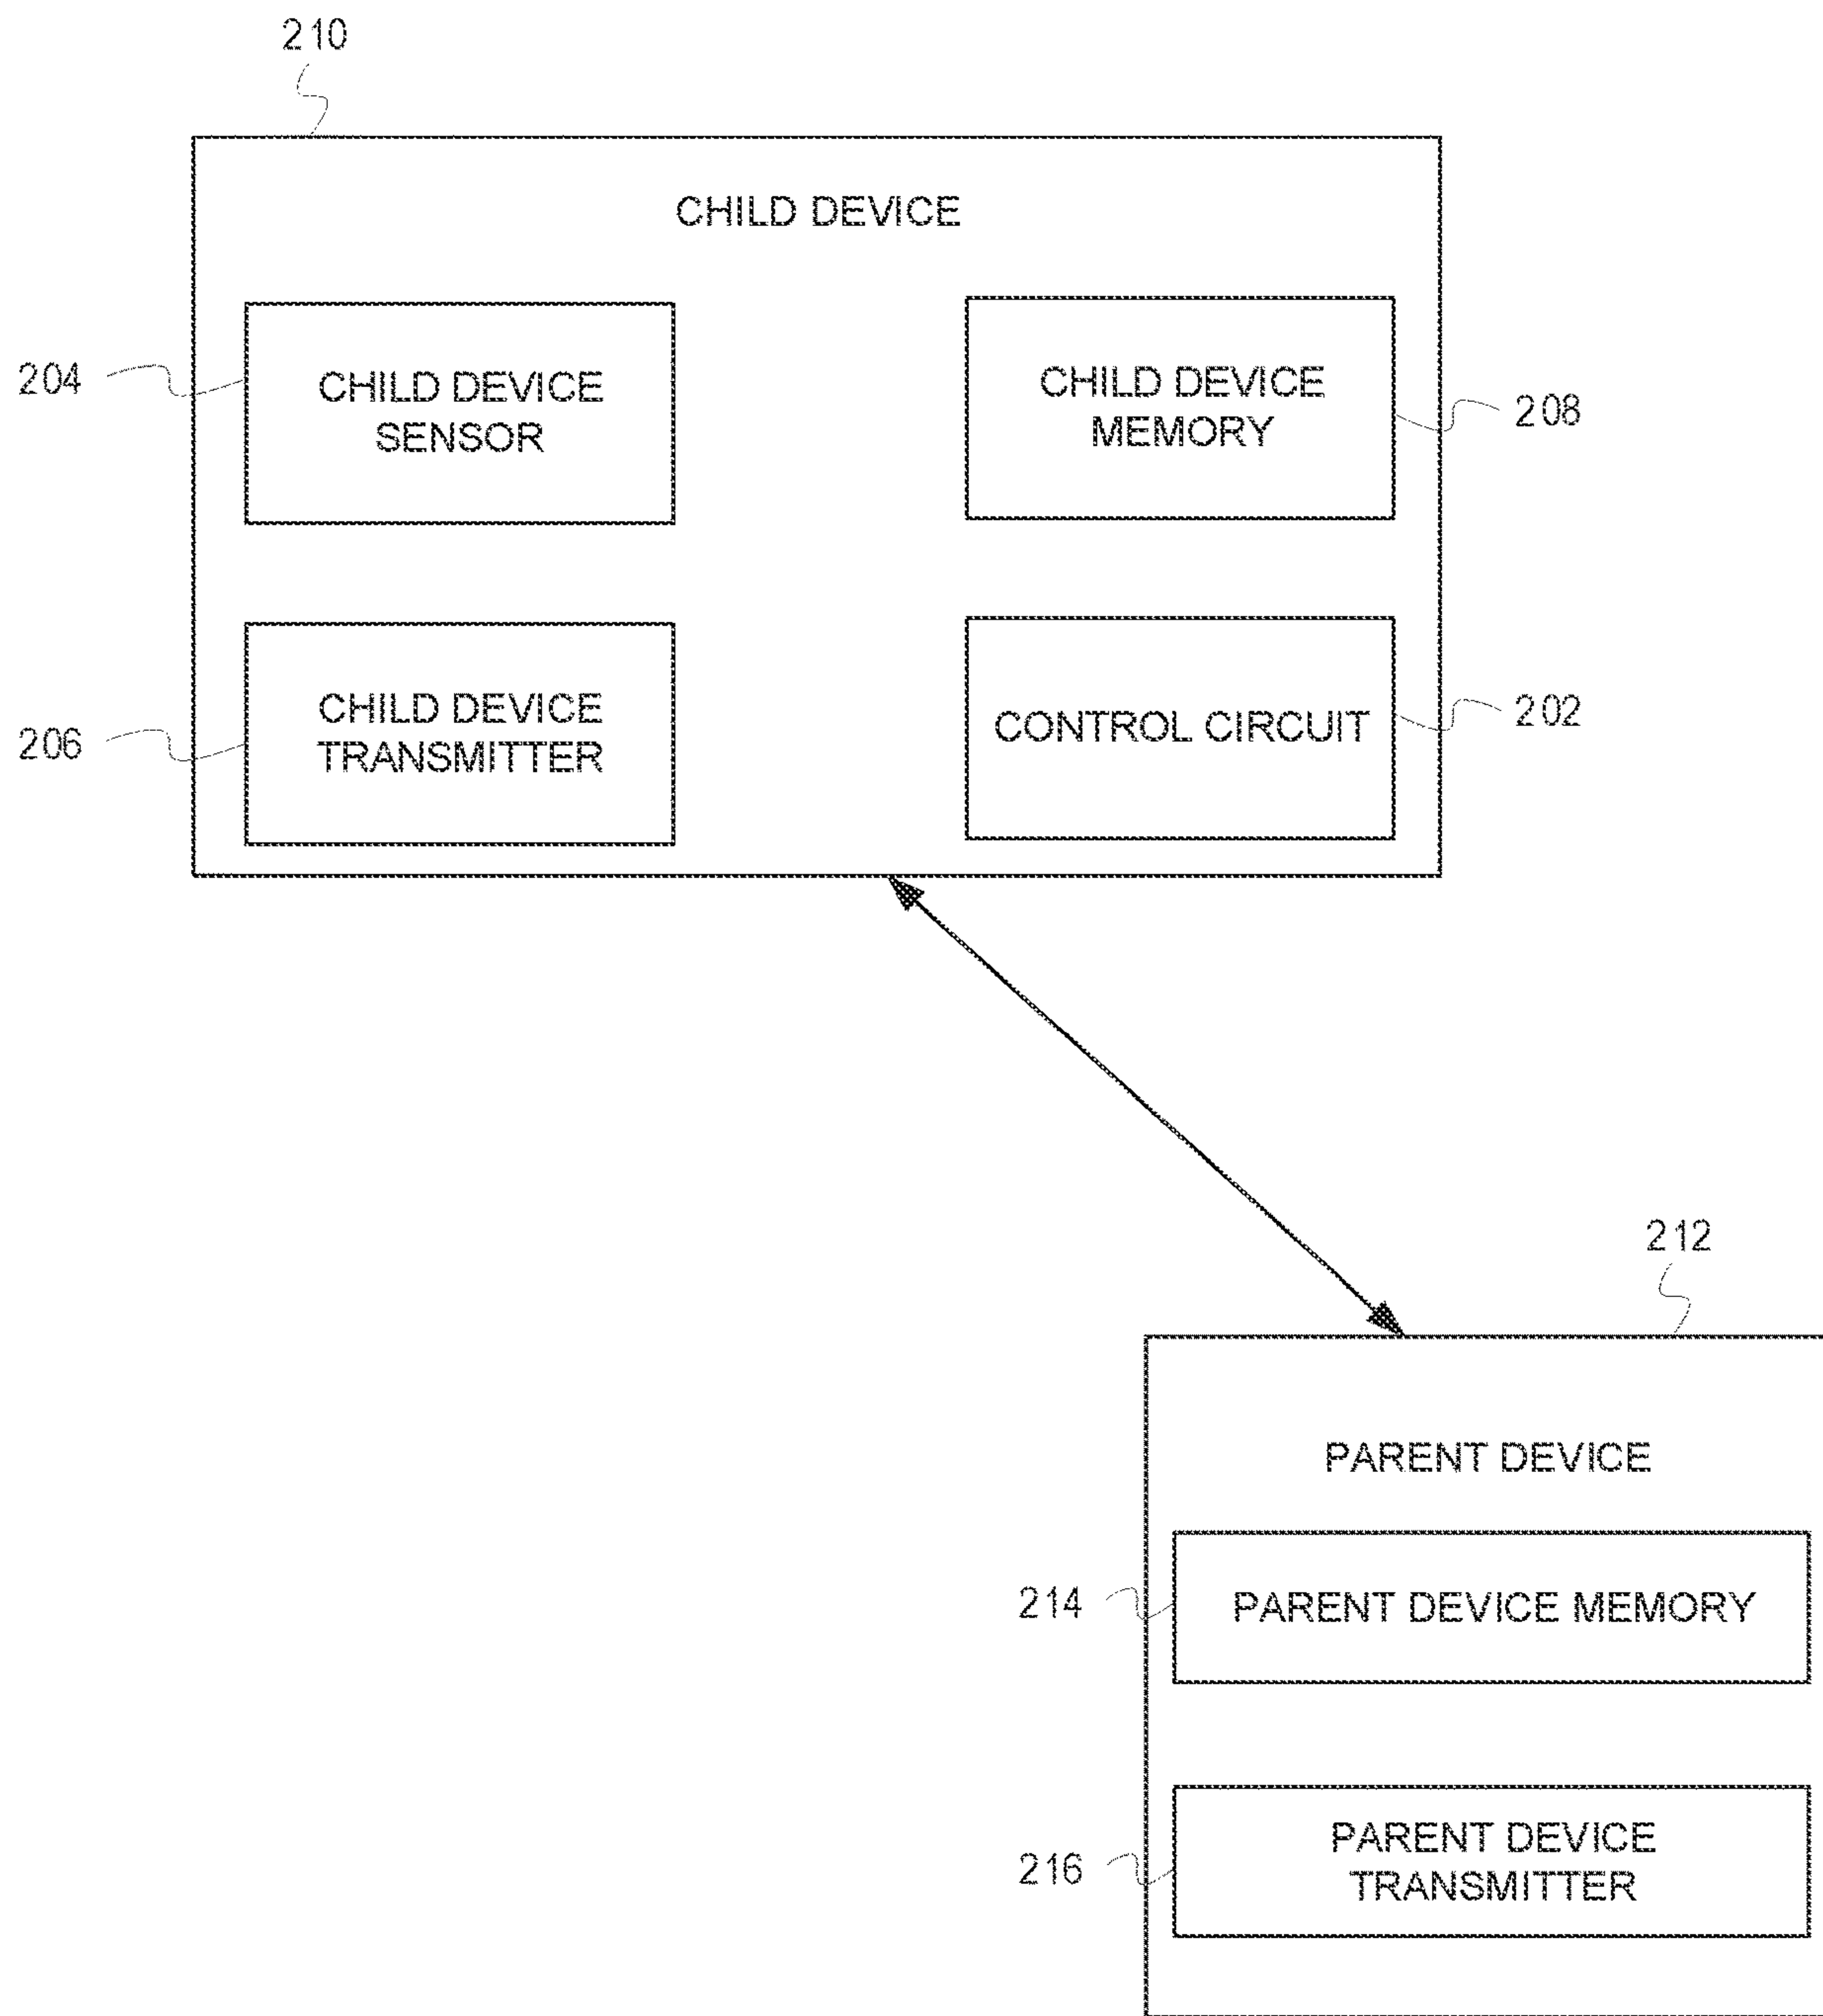 210
CHILD DEVICE
204
CHILD DEVICE
SENSOR
CHILD DEVICE
MEMORY
208
206
CHILD DEVICE
TRANSMITTER
CONTROL CIRCUIT
202
212
PARENT DEVICE
214
PARENT DEVICE MEMORY
216
PARENT DEVICE
TRANSMITTER